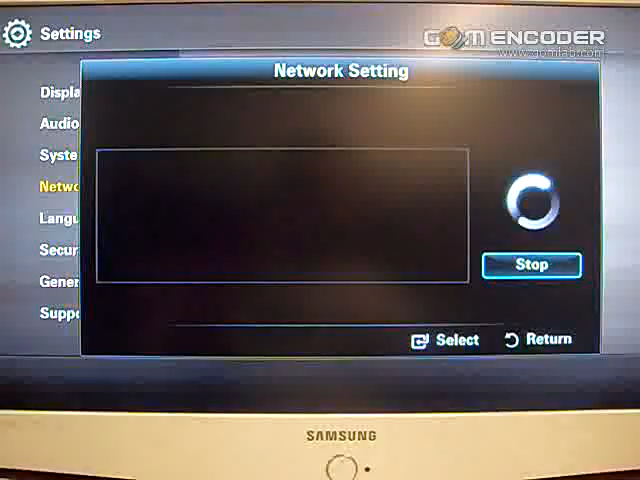 Settings
GOM ENCODER
www.gomlab.com
Network Setting
Displa
Audio
Syste
Netwo
Langu
Secur
Gener
Suppo
Stop
Select
Return
SAMSUNG